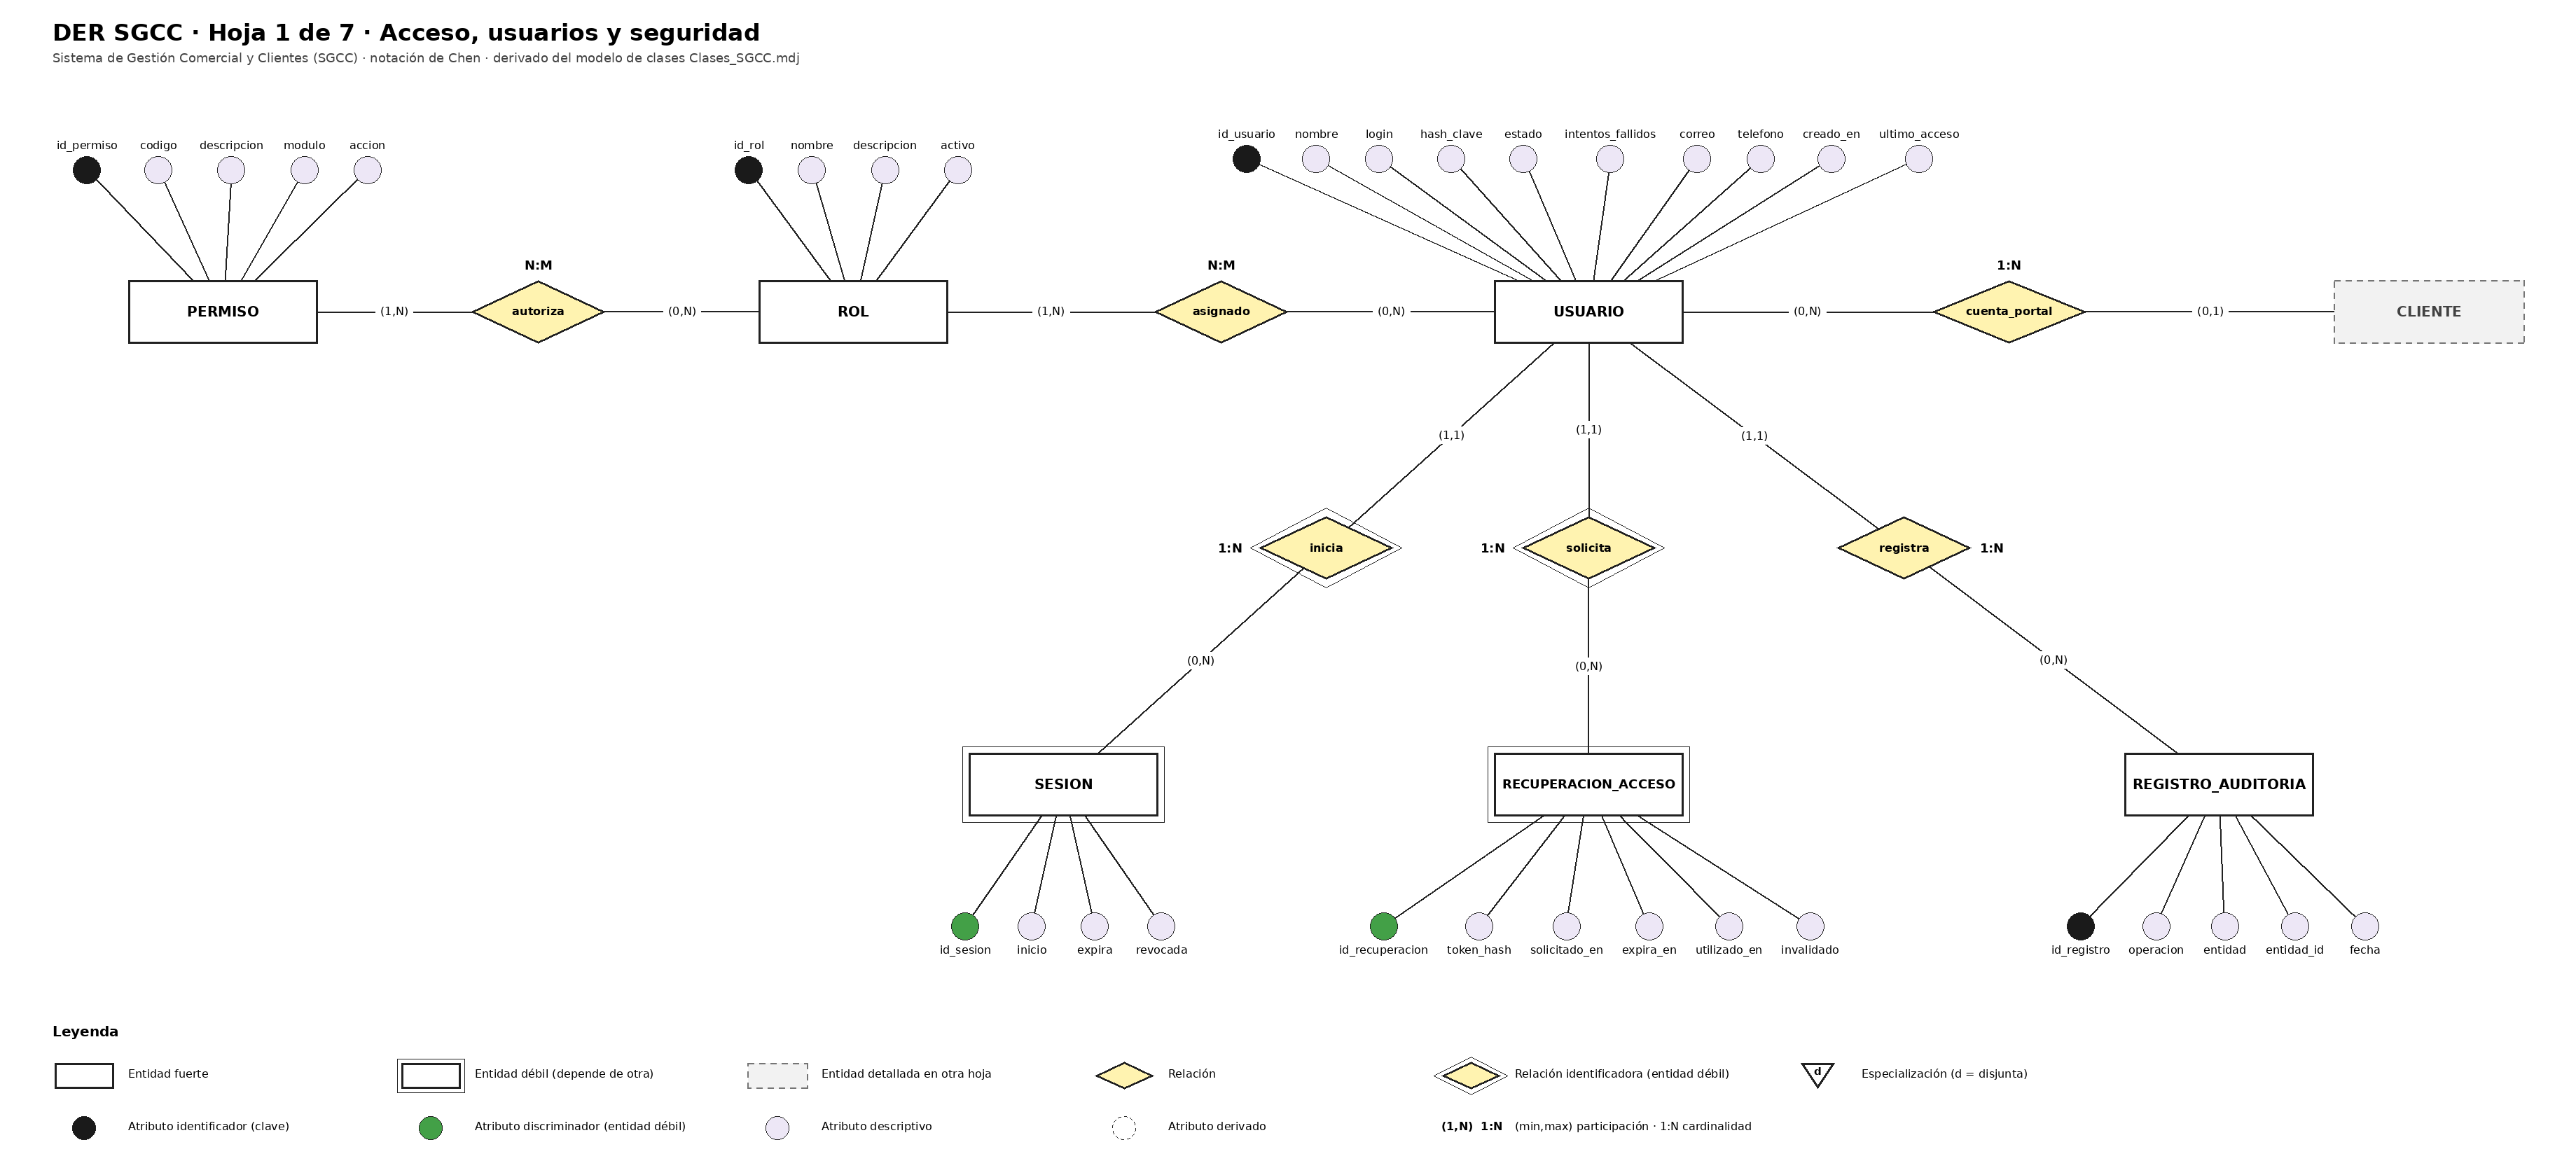 DER SGCC · Hoja 1 de 7 · Acceso, usuarios y seguridad
Sistema de Gestión Comercial y Clientes (SGCC) · notación de Chen · derivado del modelo de clases Clases_SGCC.mdj
id_usuario nombre login hash_clave estado intentos_fallidos correo telefono creado_en ultimo_acceso
id_permiso codigo descripcion modulo accion id_rol nombre descripcion activo
N:M N:M 1:N
PERMISO (1,N) autoriza (0,N) ROL (1,N) asignado (0,N) USUARIO (0,N) cuenta_portal (0,1) CLIENTE
(1,1) (1,1) (1,1)
1:N inicia 1:N solicita registra 1:N
(0,N) (0,N) (0,N)
SESION RECUPERACION_ACCESO REGISTRO_AUDITORIA
id_sesion inicio expira revocada id_recuperacion token_hash solicitado_en expira_en utilizado_en invalidado id_registro operacion entidad entidad_id fecha
Leyenda
Entidad fuerte Entidad débil (depende de otra) Entidad detallada en otra hoja Relación Relación identificadora (entidad débil) d Especialización (d = disjunta)
Atributo identificador (clave) Atributo discriminador (entidad débil) Atributo descriptivo Atributo derivado (1,N) 1:N (min,max) participación · 1:N cardinalidad